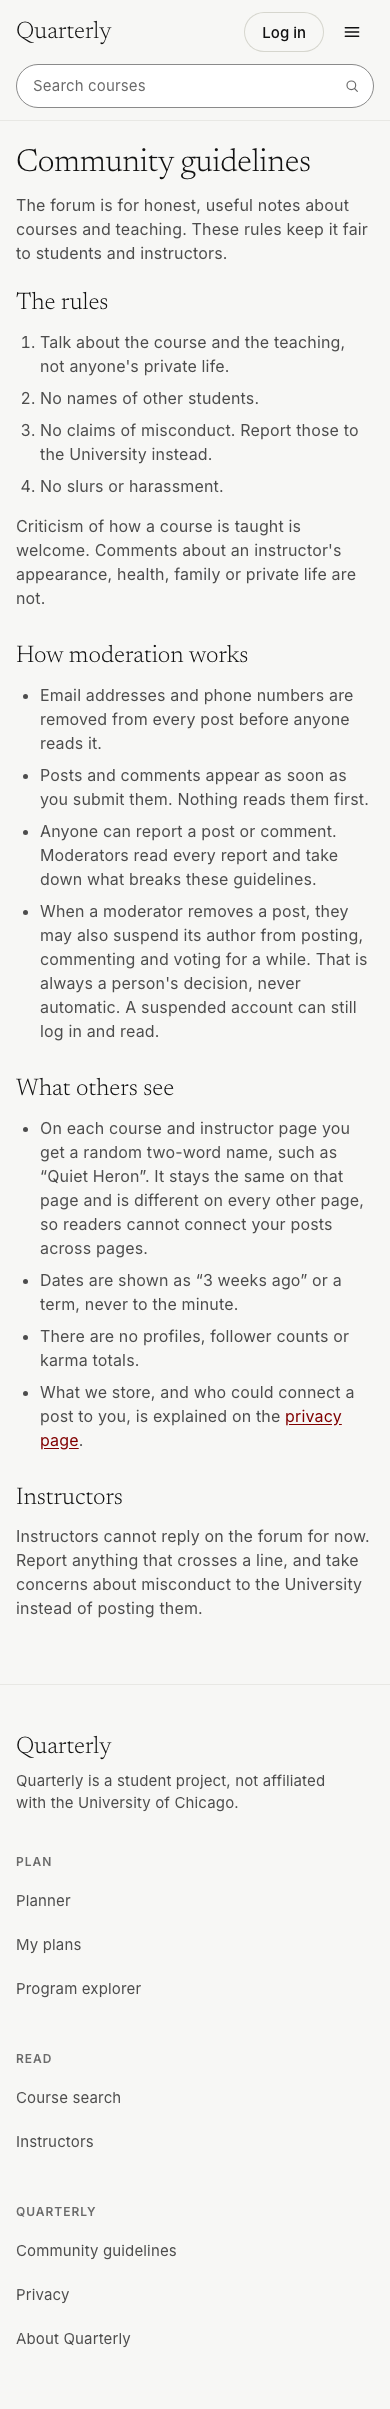 Quarterly
Log in
Search courses
Community guidelines
The forum is for honest, useful notes about
courses and teaching. These rules keep it fair
to students and instructors.
The rules
1. Talk about the course and the teaching,
not anyone's private life.
2. No names of other students.
3. No claims of misconduct. Report those to
the University instead.
4. No slurs or harassment.
Criticism of how a course is taught is
welcome. Comments about an instructor's
appearance, health, family or private life are
not.
How moderation works
• Email addresses and phone numbers are
removed from every post before anyone
reads it.
• Posts and comments appear as soon as
you submit them. Nothing reads them first.
• Anyone can report a post or comment.
Moderators read every report and take
down what breaks these guidelines.
• When a moderator removes a post, they
may also suspend its author from posting,
commenting and voting for a while. That is
always a person's decision, never
automatic. A suspended account can still
log in and read.
What others see
• On each course and instructor page you
get a random two-word name, such as
“Quiet Heron”. It stays the same on that
page and is different on every other page,
so readers cannot connect your posts
across pages.
• Dates are shown as “3 weeks ago” or a
term, never to the minute.
• There are no profiles, follower counts or
karma totals.
• What we store, and who could connect a
post to you, is explained on the privacy
page.
Instructors
Instructors cannot reply on the forum for now.
Report anything that crosses a line, and take
concerns about misconduct to the University
instead of posting them.
Quarterly
Quarterly is a student project, not affiliated
with the University of Chicago.
PLAN
Planner
My plans
Program explorer
READ
Course search
Instructors
QUARTERLY
Community guidelines
Privacy
About Quarterly